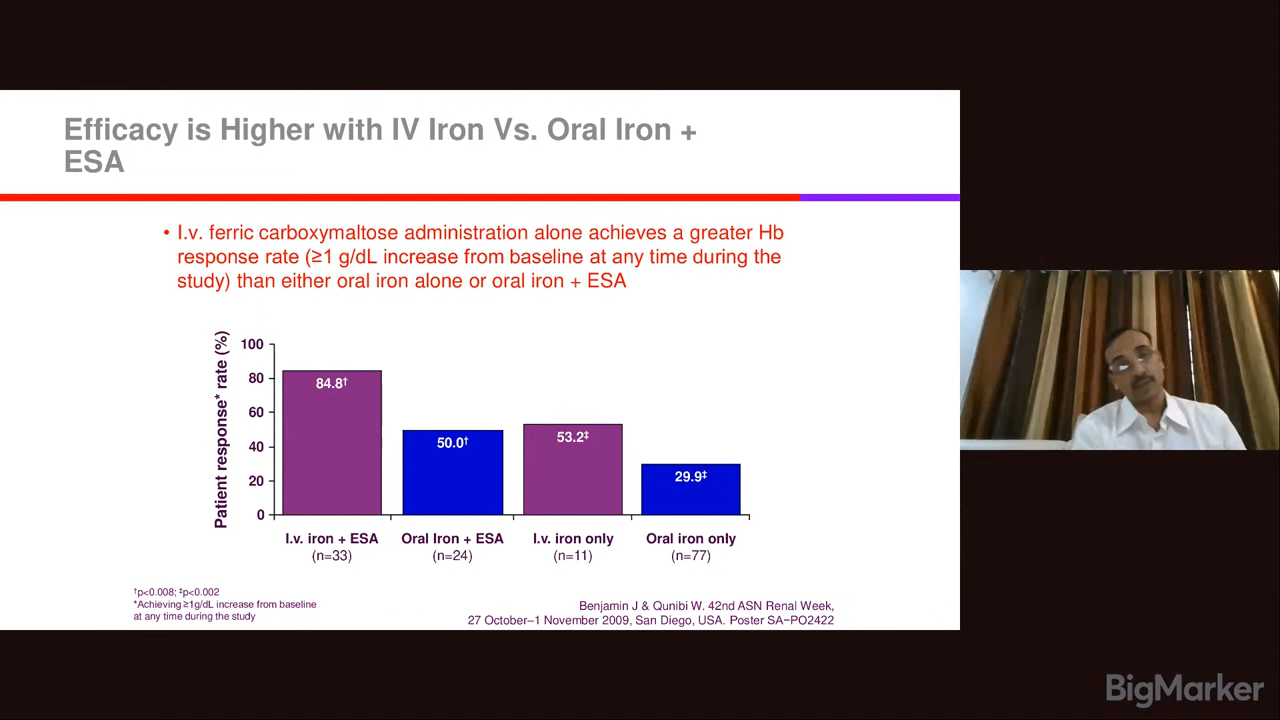 Efficacy is Higher with IV Iron Vs. Oral Iron +
ESA
• I.v. ferric carboxymaltose administration alone achieves a greater Hb
response rate (≥1 g/dL increase from baseline at any time during the
study) than either oral iron alone or oral iron + ESA
Patient response* rate (%)
100
80
60
40
20
0
84.8†
50.0†
53.2‡
29.9‡
I.v. iron + ESA
(n=33)
Oral Iron + ESA
(n=24)
I.v. iron only
(n=11)
Oral iron only
(n=77)
†p<0.008; ‡p<0.002
*Achieving ≥1g/dL increase from baseline
at any time during the study
Benjamin J & Qunibi W. 42nd ASN Renal Week,
27 October–1 November 2009, San Diego, USA. Poster SA−PO2422
BigMarker